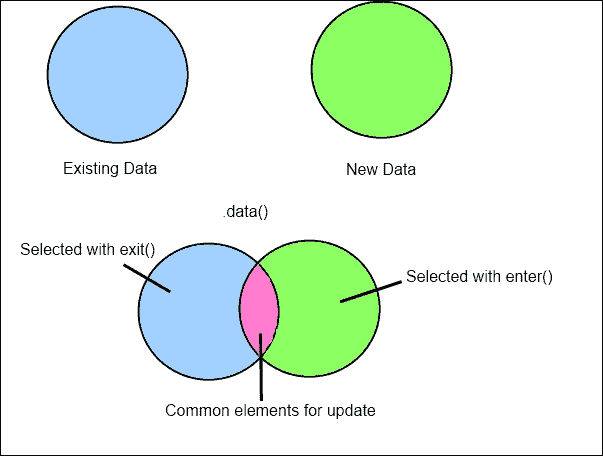 Existing Data
New Data
.data()
Selected with exit()
Selected with enter()
Common elements for update